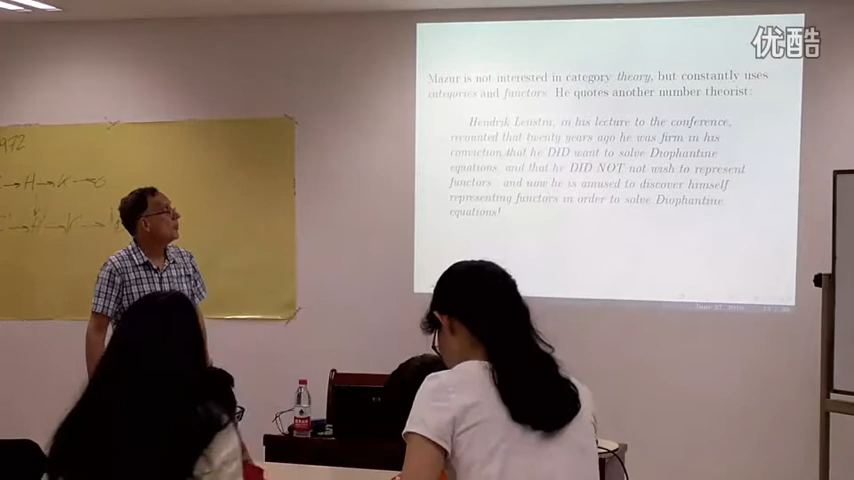 优酷
Mazur is not interested in category theory, but constantly uses
categories and functors. He quotes another number theorist:
Hendrik Lenstra, in his lecture to the conference,
recounted that twenty years ago he was firm in his
conviction that he DID want to solve Diophantine
equations, and that he DID NOT not wish to represent
functors — and now he is amused to discover himself
representing functors in order to solve Diophantine
equations!
1972
→ H → K → 0